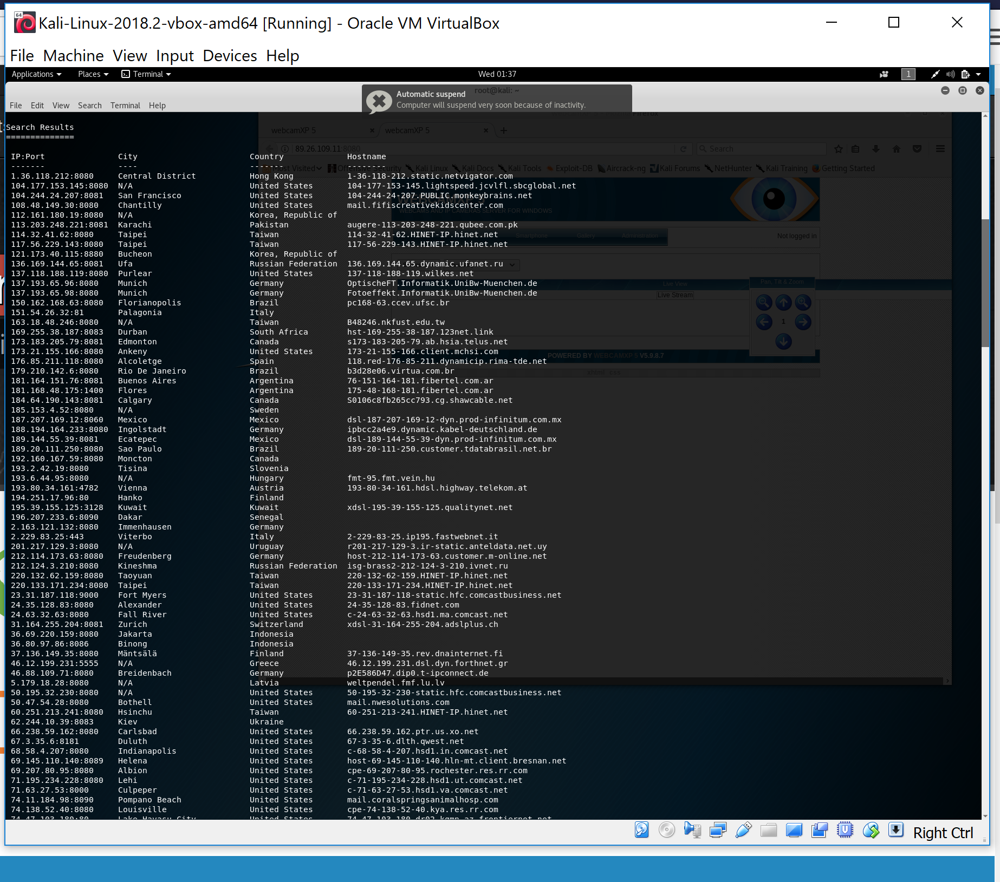 64
Kali-Linux-2018.2-vbox-amd64 [Running] - Oracle VM VirtualBox
File Machine View Input Devices Help
Applications Places Terminal Wed 01:37 1
root@kali: ~
Automatic suspend
Computer will suspend very soon because of inactivity.
File Edit View Search Terminal Help
Firefox
Search Results
==============
webcamXP 5 webcamXP 5
89.26.109.11:8080 Search
IP:Port City Country Hostname
------- ---- ------- --------
Most Visited Offensive Security Kali Linux Kali Docs Kali Tools Exploit-DB Aircrack-ng Kali Forums NetHunter Kali Training Getting Started
1.36.118.212:8080 Central District Hong Kong 1-36-118-212.static.netvigator.com
104.177.153.145:8080 N/A United States 104-177-153-145.lightspeed.jcvlfl.sbcglobal.net
104.244.24.207:8081 San Francisco United States 104-244-24-207.PUBLIC.monkeybrains.net
WEBCAMXP 5
108.48.149.30:8080 Chantilly United States mail.fifiscreativekidscenter.com
WEBCAMS AND IP CAMERAS SERVER FOR WINDOWS
112.161.180.19:8080 N/A Korea, Republic of
113.203.248.221:8081 Karachi Pakistan augere-113-203-248-221.qubee.com.pk
114.32.41.62:8080 Taipei Taiwan 114-32-41-62.HINET-IP.hinet.net
Smartphone Gallery Administration Not logged in
117.56.229.143:8080 Taipei Taiwan 117-56-229-143.HINET-IP.hinet.net
121.173.40.115:8880 Bucheon Korea, Republic of
136.169.144.65:8081 Ufa Russian Federation 136.169.144.65.dynamic.ufanet.ru
137.118.188.119:8080 Purlear United States 137-118-188-119.wilkes.net
137.193.65.96:8080 Munich Germany OptischeFT.Informatik.UniBw-Muenchen.de
Live View Pan, Tilt & Zoom
137.193.65.98:8080 Munich Germany Fotoeffekt.Informatik.UniBw-Muenchen.de
Live Stream
150.162.168.63:8080 Florianopolis Brazil pc168-63.ccev.ufsc.br
151.54.26.32:81 Palagonia Italy
163.18.48.246:8080 N/A Taiwan B48246.nkfust.edu.tw
1
169.255.38.187:8083 Durban South Africa hst-169-255-38-187.123net.link
173.183.205.79:8081 Edmonton Canada s173-183-205-79.ab.hsia.telus.net
173.21.155.166:8080 Ankeny United States 173-21-155-166.client.mchsi.com
POWERED BY WEBCAMXP 5 V5.9.8.7
176.85.211.118:8080 Alcoletge Spain 118.red-176-85-211.dynamicip.rima-tde.net
179.210.142.6:8080 Rio De Janeiro Brazil b3d28e06.virtua.com.br
xhtml css
181.164.151.76:8081 Buenos Aires Argentina 76-151-164-181.fibertel.com.ar
181.168.48.175:1400 Flores Argentina 175-48-168-181.fibertel.com.ar
184.64.190.143:8081 Calgary Canada S0106c8fb265cc793.cg.shawcable.net
185.153.4.52:8080 N/A Sweden
187.207.169.12:8060 Mexico Mexico dsl-187-207-169-12-dyn.prod-infinitum.com.mx
188.194.164.233:8080 Ingolstadt Germany ipbcc2a4e9.dynamic.kabel-deutschland.de
189.144.55.39:8081 Ecatepec Mexico dsl-189-144-55-39-dyn.prod-infinitum.com.mx
189.20.111.250:8080 Sao Paulo Brazil 189-20-111-250.customer.tdatabrasil.net.br
192.160.167.59:8080 Moncton Canada
193.2.42.19:8080 Tisina Slovenia
193.6.44.95:8080 N/A Hungary fmt-95.fmt.vein.hu
193.80.34.161:4782 Vienna Austria 193-80-34-161.hdsl.highway.telekom.at
194.251.17.96:80 Hanko Finland
195.39.155.125:3128 Kuwait Kuwait xdsl-195-39-155-125.qualitynet.net
196.207.233.6:8090 Dakar Senegal
2.163.121.132:8080 Immenhausen Germany
2.229.83.25:443 Viterbo Italy 2-229-83-25.ip195.fastwebnet.it
201.217.129.3:8080 N/A Uruguay r201-217-129-3.ir-static.anteldata.net.uy
212.114.173.63:8080 Freudenberg Germany host-212-114-173-63.customer.m-online.net
212.124.3.210:8080 Kineshma Russian Federation isg-brass2-212-124-3-210.ivnet.ru
220.132.62.159:8080 Taoyuan Taiwan 220-132-62-159.HINET-IP.hinet.net
220.133.171.234:8080 Taipei Taiwan 220-133-171-234.HINET-IP.hinet.net
23.31.187.118:9000 Fort Myers United States 23-31-187-118-static.hfc.comcastbusiness.net
24.35.128.83:8080 Alexander United States 24-35-128-83.fidnet.com
24.63.32.63:8080 Fall River United States c-24-63-32-63.hsd1.ma.comcast.net
31.164.255.204:8081 Zurich Switzerland xdsl-31-164-255-204.adslplus.ch
36.69.220.159:8080 Jakarta Indonesia
36.80.97.86:8086 Binong Indonesia
37.136.149.35:8080 Mäntsälä Finland 37-136-149-35.rev.dnainternet.fi
46.12.199.231:5555 N/A Greece 46.12.199.231.dsl.dyn.forthnet.gr
46.88.109.71:8080 Breidenbach Germany p2E586D47.dip0.t-ipconnect.de
5.179.18.28:8080 N/A Latvia weltpendel.fmf.lu.lv
50.195.32.230:8080 N/A United States 50-195-32-230-static.hfc.comcastbusiness.net
50.47.54.28:8080 Bothell United States mail.nwesolutions.com
60.251.213.241:8080 Hsinchu Taiwan 60-251-213-241.HINET-IP.hinet.net
62.244.10.39:8083 Kiev Ukraine
66.238.59.162:8080 Carlsbad United States 66.238.59.162.ptr.us.xo.net
67.3.35.6:8181 Duluth United States 67-3-35-6.dlth.qwest.net
68.58.4.207:8080 Indianapolis United States c-68-58-4-207.hsd1.in.comcast.net
69.145.110.140:8089 Helena United States host-69-145-110-140.hln-mt.client.bresnan.net
69.207.80.95:8080 Albion United States cpe-69-207-80-95.rochester.res.rr.com
71.195.234.228:8080 Lehi United States c-71-195-234-228.hsd1.ut.comcast.net
71.63.27.53:8000 Culpeper United States c-71-63-27-53.hsd1.va.comcast.net
74.11.184.98:8090 Pompano Beach United States mail.coralspringsanimalhosp.com
74.138.52.40:8080 Louisville United States cpe-74-138-52-40.kya.res.rr.com
74.47.103.180:80 Lake Havasu City United States 74-47-103-180.dr02.kgmn.az.frontiernet.net
Right Ctrl